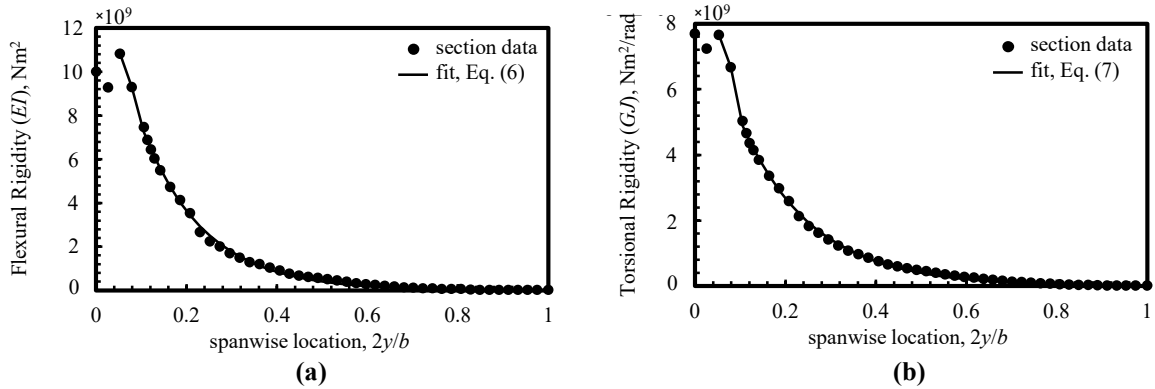 ×10⁹
12
10
8
6
4
2
0
Flexural Rigidity (EI), Nm²
section data
fit, Eq. (6)
0 0.2 0.4 0.6 0.8 1
spanwise location, 2y/b
(a)
×10⁹
8
6
4
2
0
Torsional Rigidity (GJ), Nm²/rad
section data
fit, Eq. (7)
0 0.2 0.4 0.6 0.8 1
spanwise location, 2y/b
(b)